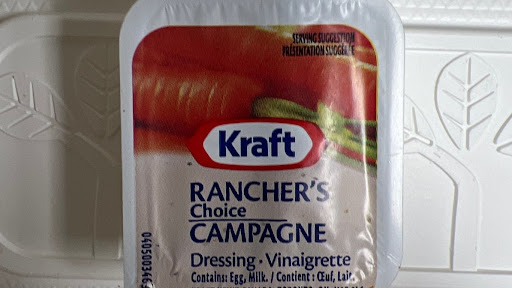 SERVING SUGGESTION
PRÉSENTATION SUGGÉRÉE
Kraft
RANCHER'S
Choice
CAMPAGNE
Dressing · Vinaigrette
Contains: Egg, Milk. / Contient : Œuf, Lait.